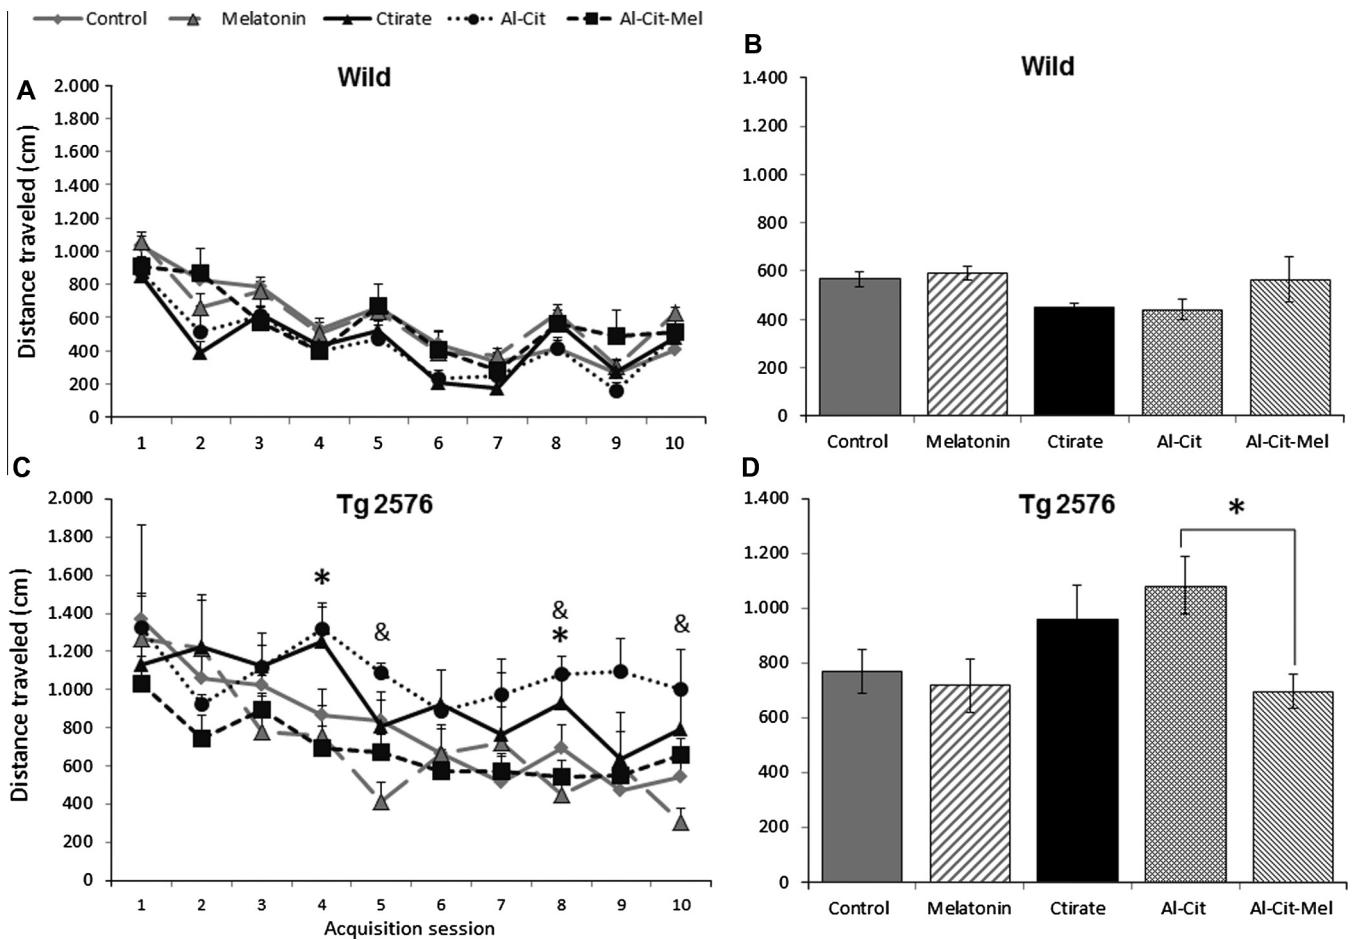 Control Melatonin Ctirate Al-Cit Al-Cit-Mel
A
Wild
Distance traveled (cm)
2.000
1.800
1.600
1.400
1.200
1.000
800
600
400
200
0
1 2 3 4 5 6 7 8 9 10
B
Wild
1.400
1.200
1.000
800
600
400
200
0
Control Melatonin Ctirate Al-Cit Al-Cit-Mel
C
Tg 2576
Distance traveled (cm)
2.000
1.800
1.600
1.400
1.200
1.000
800
600
400
200
0
*
&
&
*
&
1 2 3 4 5 6 7 8 9 10
Acquisition session
D
Tg 2576
*
1.400
1.200
1.000
800
600
400
200
0
Control Melatonin Ctirate Al-Cit Al-Cit-Mel